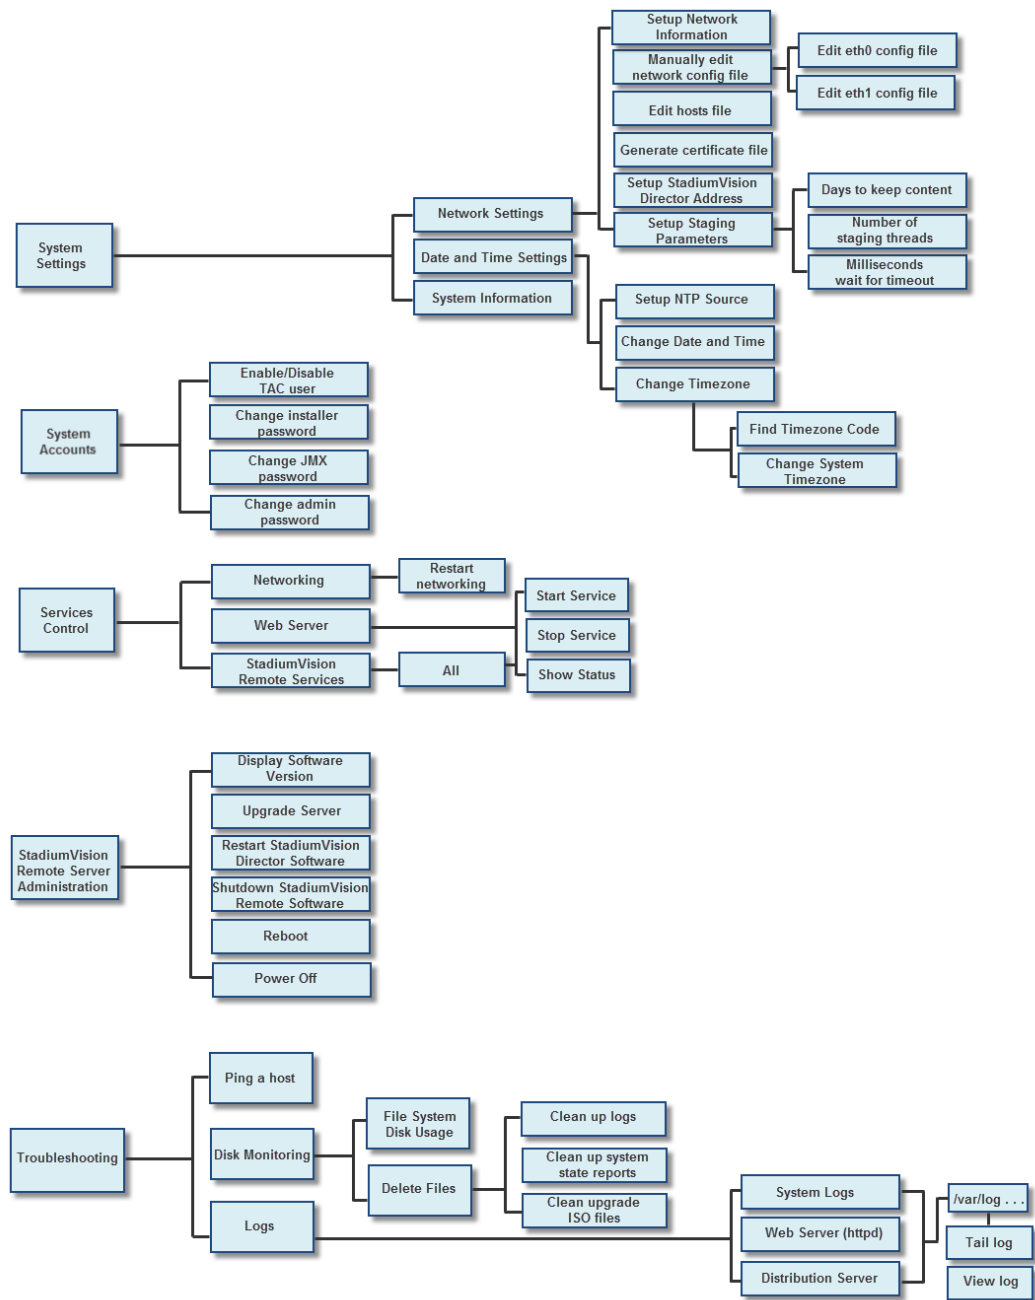 System
Settings
Network Settings
Date and Time Settings
System Information
Setup Network
Information
Manually edit
network config file
Edit hosts file
Generate certificate file
Setup StadiumVision
Director Address
Setup Staging
Parameters
Edit eth0 config file
Edit eth1 config file
Days to keep content
Number of
staging threads
Milliseconds
wait for timeout
Setup NTP Source
Change Date and Time
Change Timezone
Find Timezone Code
Change System
Timezone
System
Accounts
Enable/Disable
TAC user
Change installer
password
Change JMX
password
Change admin
password
Services
Control
Networking
Web Server
StadiumVision
Remote Services
Restart
networking
All
Start Service
Stop Service
Show Status
StadiumVision
Remote Server
Administration
Display Software
Version
Upgrade Server
Restart StadiumVision
Director Software
Shutdown StadiumVision
Remote Software
Reboot
Power Off
Troubleshooting
Ping a host
Disk Monitoring
Logs
File System
Disk Usage
Delete Files
Clean up logs
Clean up system
state reports
Clean upgrade
ISO files
System Logs
Web Server (httpd)
Distribution Server
/var/log . . .
Tail log
View log